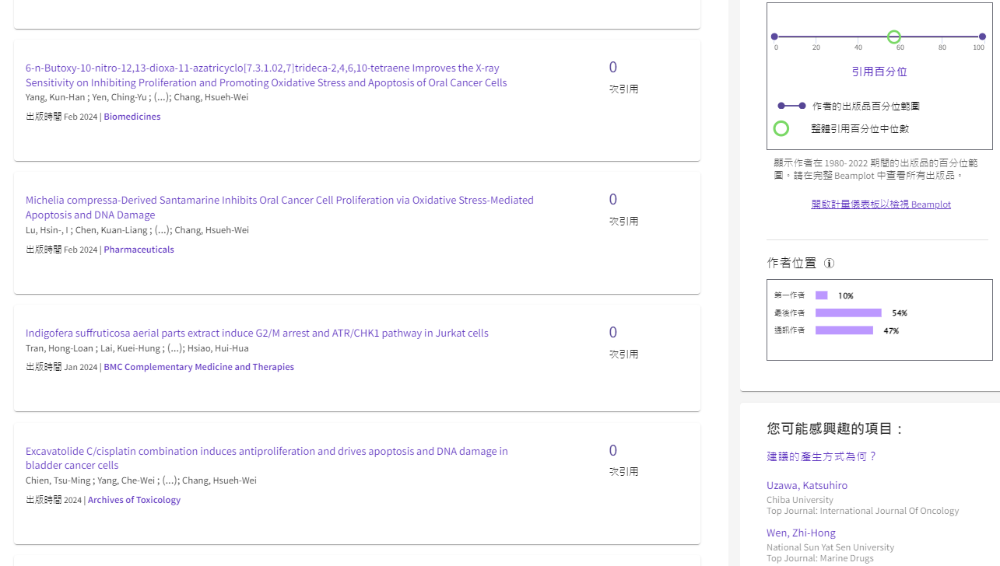 6-n-Butoxy-10-nitro-12,13-dioxa-11-azatricyclo[7.3.1.02,7]trideca-2,4,6,10-tetraene Improves the X-ray
Sensitivity on Inhibiting Proliferation and Promoting Oxidative Stress and Apoptosis of Oral Cancer Cells
Yang, Kun-Han ; Yen, Ching-Yu ; (...); Chang, Hsueh-Wei
出版時間 Feb 2024 | Biomedicines
0
次引用
Michelia compressa-Derived Santamarine Inhibits Oral Cancer Cell Proliferation via Oxidative Stress-Mediated
Apoptosis and DNA Damage
Lu, Hsin-, I ; Chen, Kuan-Liang ; (...); Chang, Hsueh-Wei
出版時間 Feb 2024 | Pharmaceuticals
0
次引用
Indigofera suffruticosa aerial parts extract induce G2/M arrest and ATR/CHK1 pathway in Jurkat cells
Tran, Hong-Loan ; Lai, Kuei-Hung ; (...); Hsiao, Hui-Hua
出版時間 Jan 2024 | BMC Complementary Medicine and Therapies
0
次引用
Excavatolide C/cisplatin combination induces antiproliferation and drives apoptosis and DNA damage in
bladder cancer cells
Chien, Tsu-Ming ; Yang, Che-Wei ; (...); Chang, Hsueh-Wei
出版時間 2024 | Archives of Toxicology
0
次引用
0 20 40 60 80 100
引用百分位
作者的出版品百分位範圍
整體引用百分位中位數
顯示作者在 1980-2022 期間的出版品的百分位範
圍。請在完整 Beamplot 中查看所有出版品。
開啟計量儀表板以檢視 Beamplot
作者位置
第一作者 10%
最後作者 54%
通訊作者 47%
您可能感興趣的項目：
建議的產生方式為何？
Uzawa, Katsuhiro
Chiba University
Top Journal: International Journal Of Oncology
Wen, Zhi-Hong
National Sun Yat Sen University
Top Journal: Marine Drugs